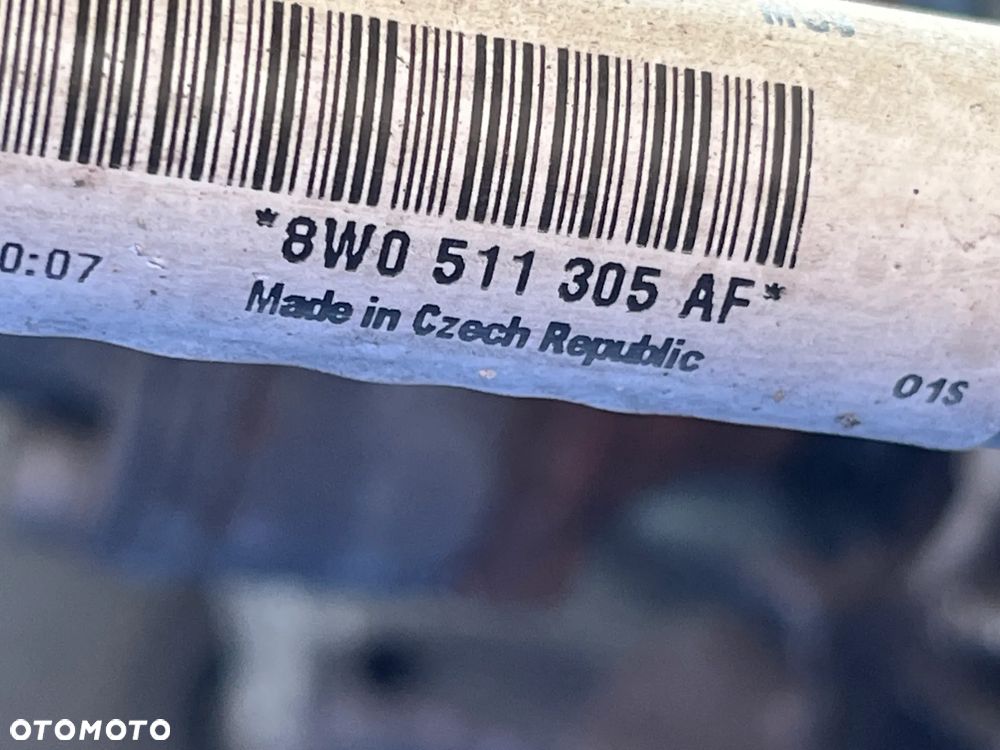 *8W0 511 305 AF*
0:07
Made in Czech Republic
01S
OTOMOTO